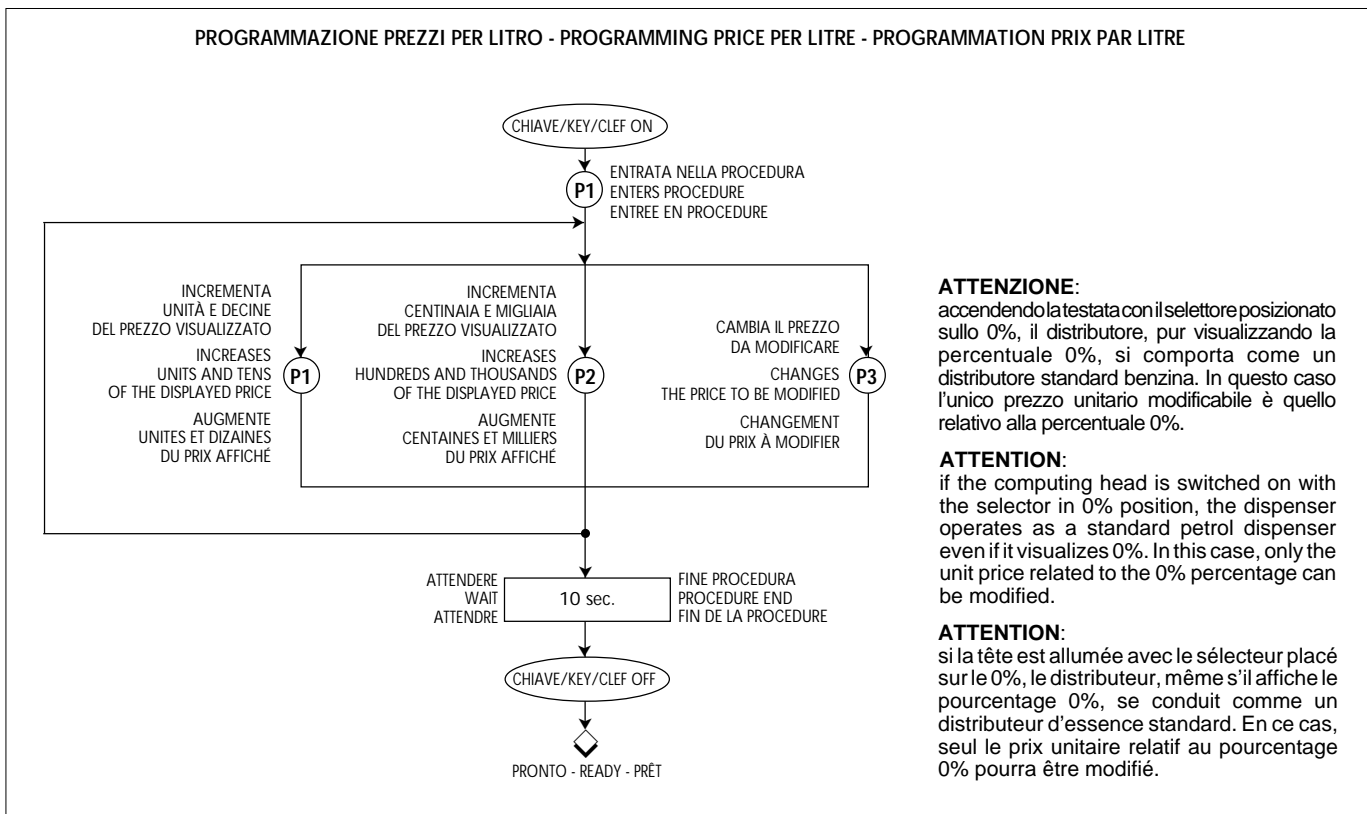 PROGRAMMAZIONE PREZZI PER LITRO - PROGRAMMING PRICE PER LITRE - PROGRAMMATION PRIX PAR LITRE
CHIAVE/KEY/CLEF ON
P1
ENTRATA NELLA PROCEDURA
ENTERS PROCEDURE
ENTREE EN PROCEDURE
INCREMENTA
UNITÀ E DECINE
DEL PREZZO VISUALIZZATO
INCREASES
UNITS AND TENS
OF THE DISPLAYED PRICE
AUGMENTE
UNITES ET DIZAINES
DU PRIX AFFICHÉ
P1
INCREMENTA
CENTINAIA E MIGLIAIA
DEL PREZZO VISUALIZZATO
INCREASES
HUNDREDS AND THOUSANDS
OF THE DISPLAYED PRICE
AUGMENTE
CENTAINES ET MILLIERS
DU PRIX AFFICHÉ
P2
CAMBIA IL PREZZO
DA MODIFICARE
CHANGES
THE PRICE TO BE MODIFIED
CHANGEMENT
DU PRIX À MODIFIER
P3
ATTENDERE
WAIT
ATTENDRE
10 sec.
FINE PROCEDURA
PROCEDURE END
FIN DE LA PROCEDURE
CHIAVE/KEY/CLEF OFF
PRONTO - READY - PRÊT
ATTENZIONE:
accendendo la testata con il selettore posizionato
sullo 0%, il distributore, pur visualizzando la
percentuale 0%, si comporta come un
distributore standard benzina. In questo caso
l'unico prezzo unitario modificabile è quello
relativo alla percentuale 0%.
ATTENTION:
if the computing head is switched on with
the selector in 0% position, the dispenser
operates as a standard petrol dispenser
even if it visualizes 0%. In this case, only the
unit price related to the 0% percentage can
be modified.
ATTENTION:
si la tête est allumée avec le sélecteur placé
sur le 0%, le distributeur, même s'il affiche le
pourcentage 0%, se conduit comme un
distributeur d'essence standard. En ce cas,
seul le prix unitaire relatif au pourcentage
0% pourra être modifié.